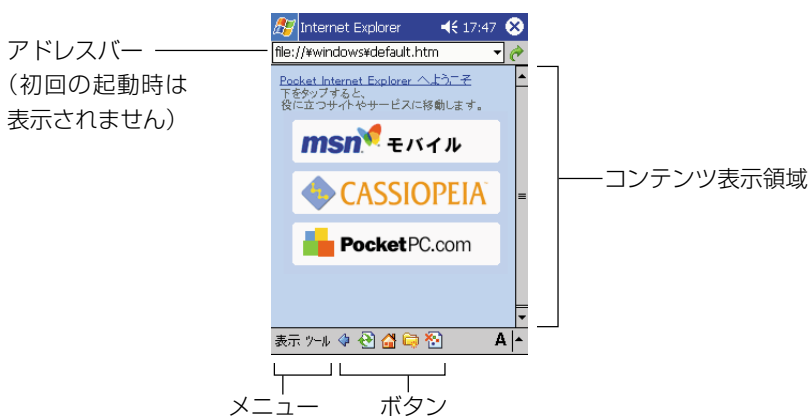 Internet Explorer 17:47
アドレスバー
(初回の起動時は
表示されません)
file://¥windows¥default.htm
Pocket Internet Explorer へようこそ
下をタップすると、
役に立つサイトやサービスに移動します。
msn モバイル
CASSIOPEIA
PocketPC.com
コンテンツ表示領域
表示 ツール A
メニュー
ボタン